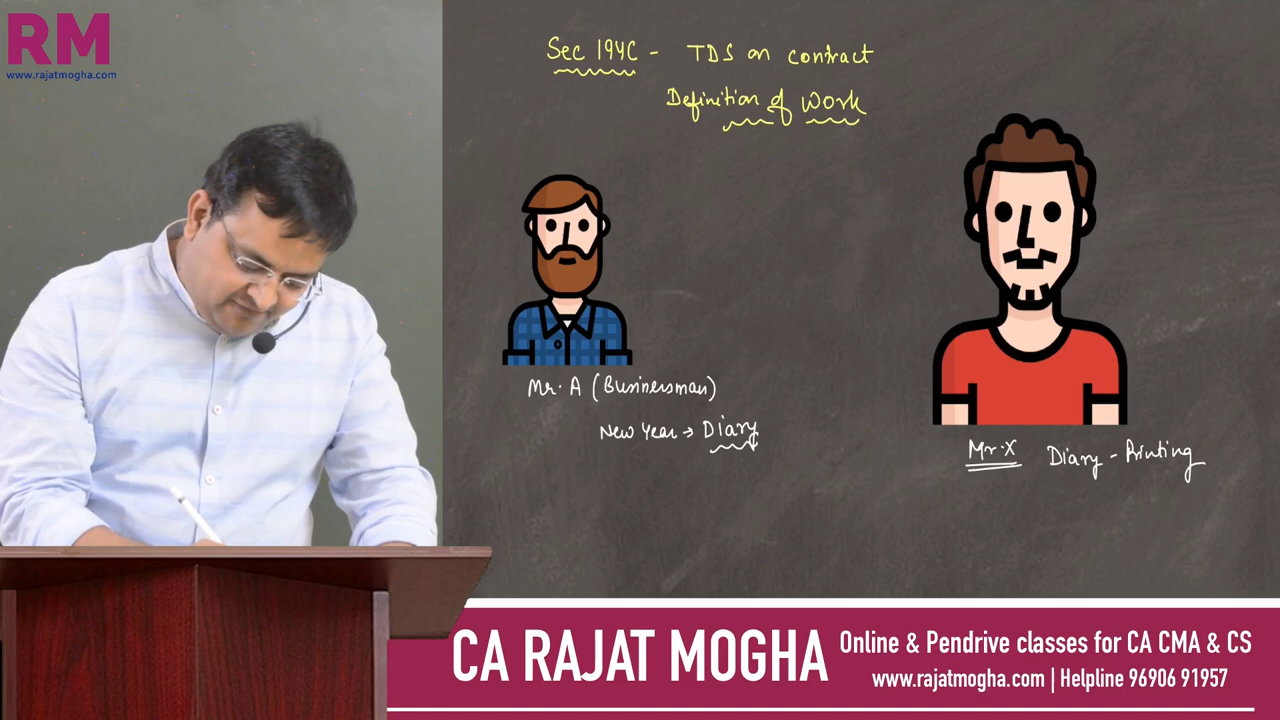 RM
www.rajatmogha.com
Sec 194C - TDS on contract
Definition of Work
Mr. A (Businessman)
New Year → Diary
Mr. X Diary - Printing
CA RAJAT MOGHA
Online & Pendrive classes for CA CMA & CS
www.rajatmogha.com | Helpline 96906 91957